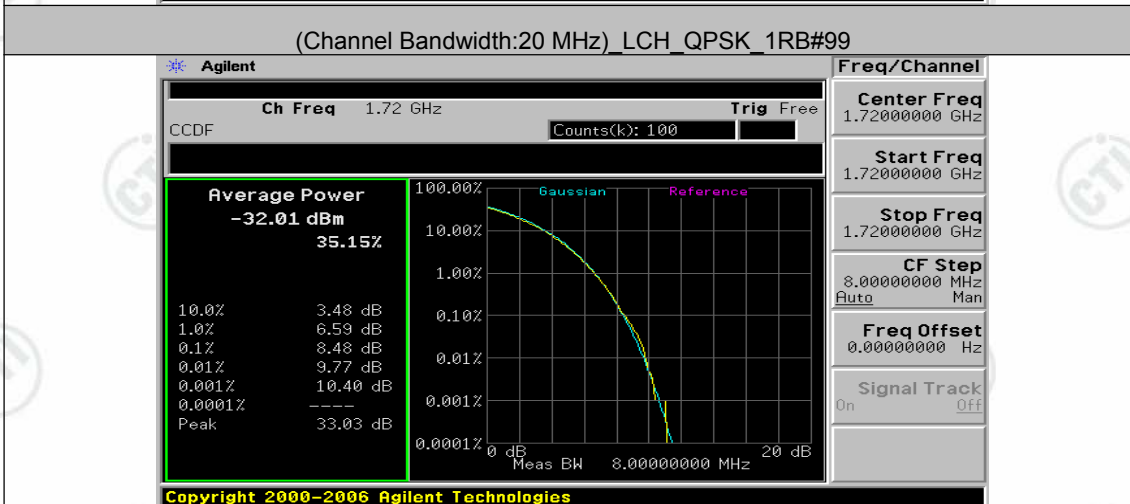 (Channel Bandwidth:20 MHz)_LCH_QPSK_1RB#99
Agilent
Freq/Channel
Ch Freq 1.72 GHz Trig Free
CCDF Counts(k): 100
Average Power
-32.01 dBm
35.15%
10.0% 3.48 dB
1.0% 6.59 dB
0.1% 8.48 dB
0.01% 9.77 dB
0.001% 10.40 dB
0.0001% ----
Peak 33.03 dB
Gaussian Reference
100.00%
10.00%
1.00%
0.10%
0.01%
0.001%
0.0001%
0 dB 20 dB
Meas BW 8.00000000 MHz
Center Freq
1.72000000 GHz
Start Freq
1.72000000 GHz
Stop Freq
1.72000000 GHz
CF Step
8.00000000 MHz
Auto Man
Freq Offset
0.00000000 Hz
Signal Track
On Off
Copyright 2000-2006 Agilent Technologies
CTI
CTI